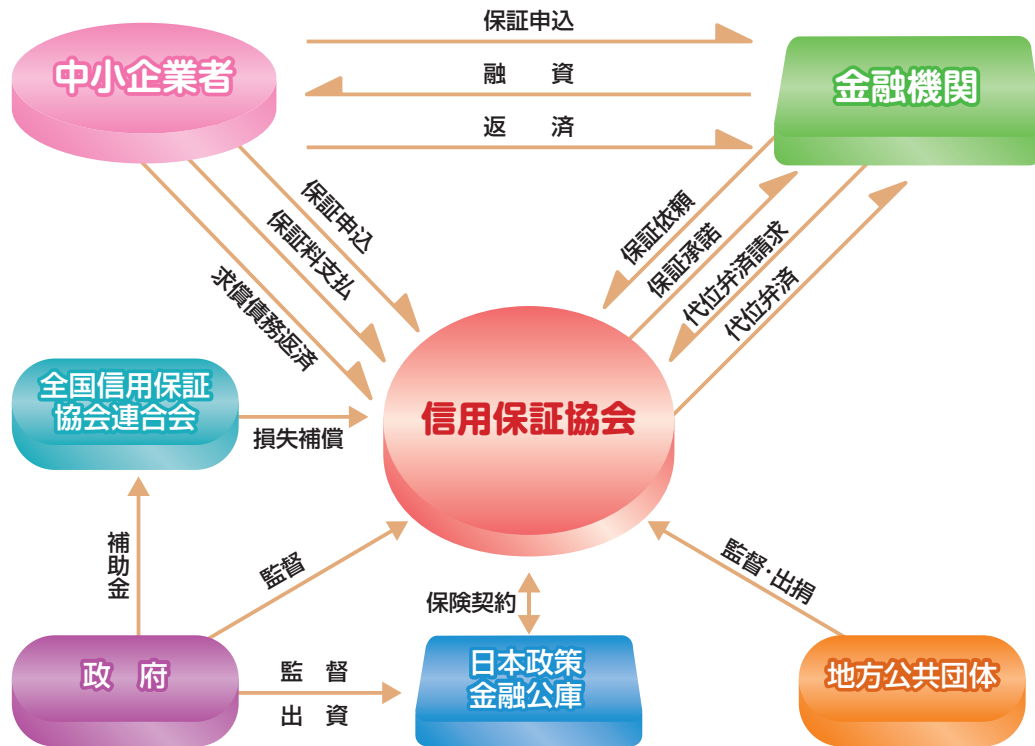 保証申込
中小企業者
融資
金融機関
返済
保証申込
保証料支払
求償債務返済
保証依頼
保証承諾
代位弁済請求
代位弁済
全国信用保証
協会連合会
損失補償
信用保証協会
補助金
監督
保険契約
監督・出捐
政府
監督
出資
日本政策
金融公庫
地方公共団体